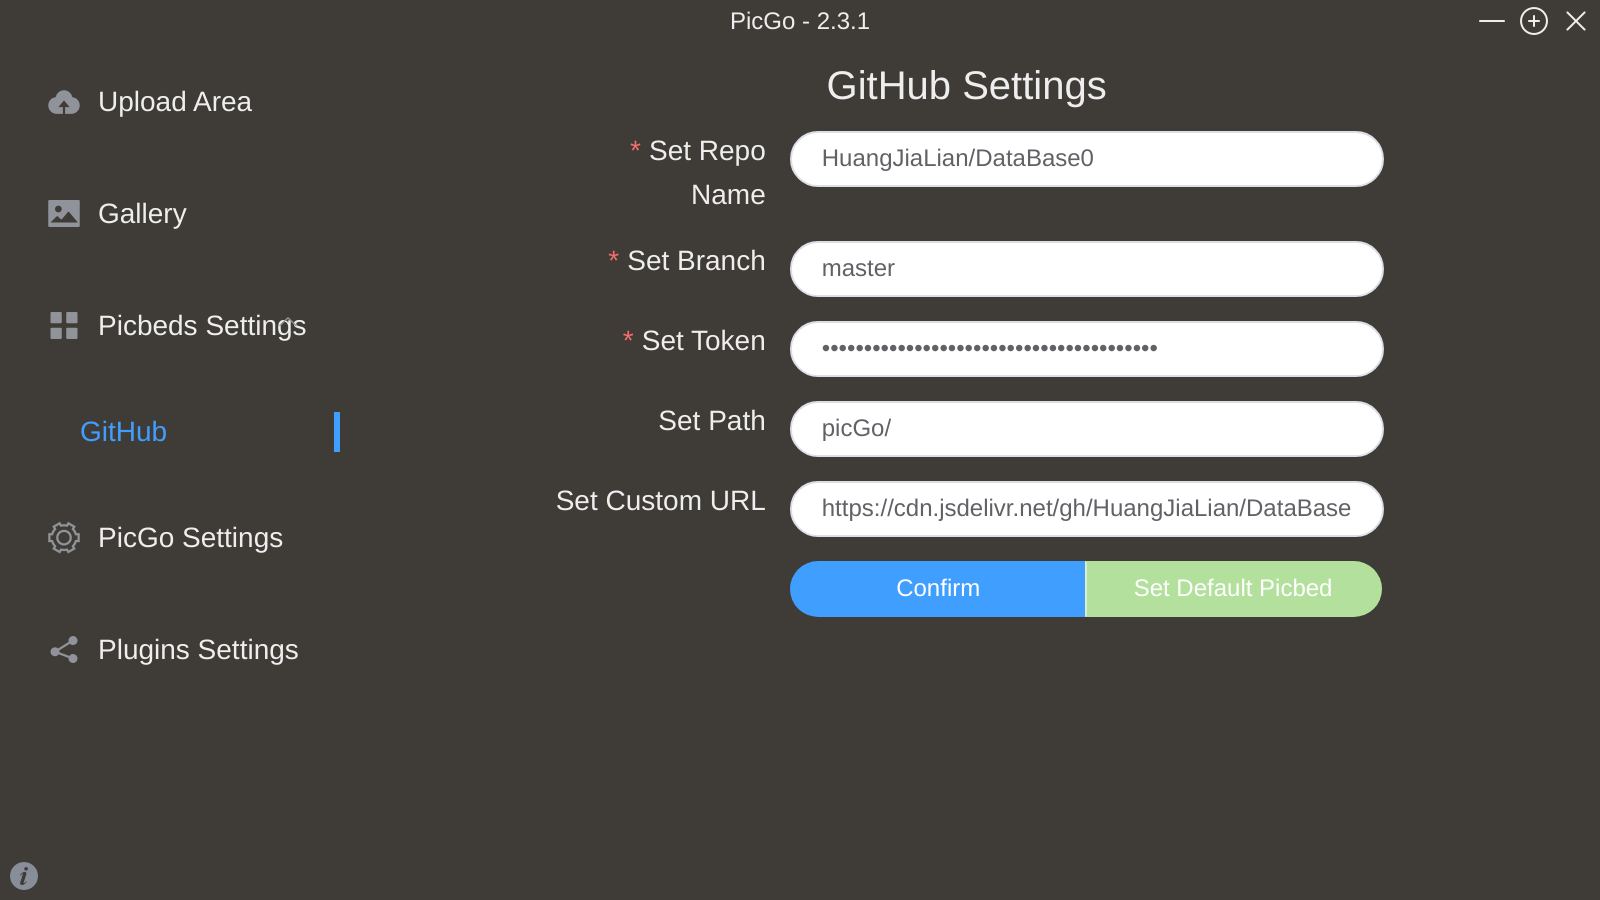 PicGo - 2.3.1
Upload Area
Gallery
Picbeds Settings
GitHub
PicGo Settings
Plugins Settings
GitHub Settings
* Set Repo
Name
HuangJiaLian/DataBase0
* Set Branch
master
* Set Token
••••••••••••••••••••••••••••••••••••••••
Set Path
picGo/
Set Custom URL
https://cdn.jsdelivr.net/gh/HuangJiaLian/DataBase
Confirm
Set Default Picbed